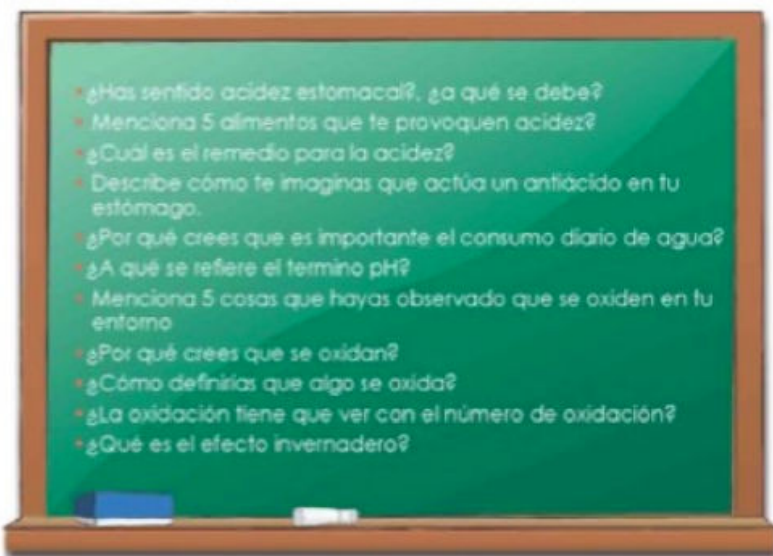 • ¿Has sentido acidez estomacal?, ¿a qué se debe?
• Menciona 5 alimentos que te provoquen acidez?
• ¿Cuál es el remedio para la acidez?
• Describe cómo te imaginas que actúa un antiácido en tu
estómago.
• ¿Por qué crees que es importante el consumo diario de agua?
• ¿A qué se refiere el termino pH?
• Menciona 5 cosas que hayas observado que se oxiden en tu
entorno
• ¿Por qué crees que se oxidan?
• ¿Cómo definirías que algo se oxida?
• ¿La oxidación tiene que ver con el número de oxidación?
• ¿Qué es el efecto invernadero?